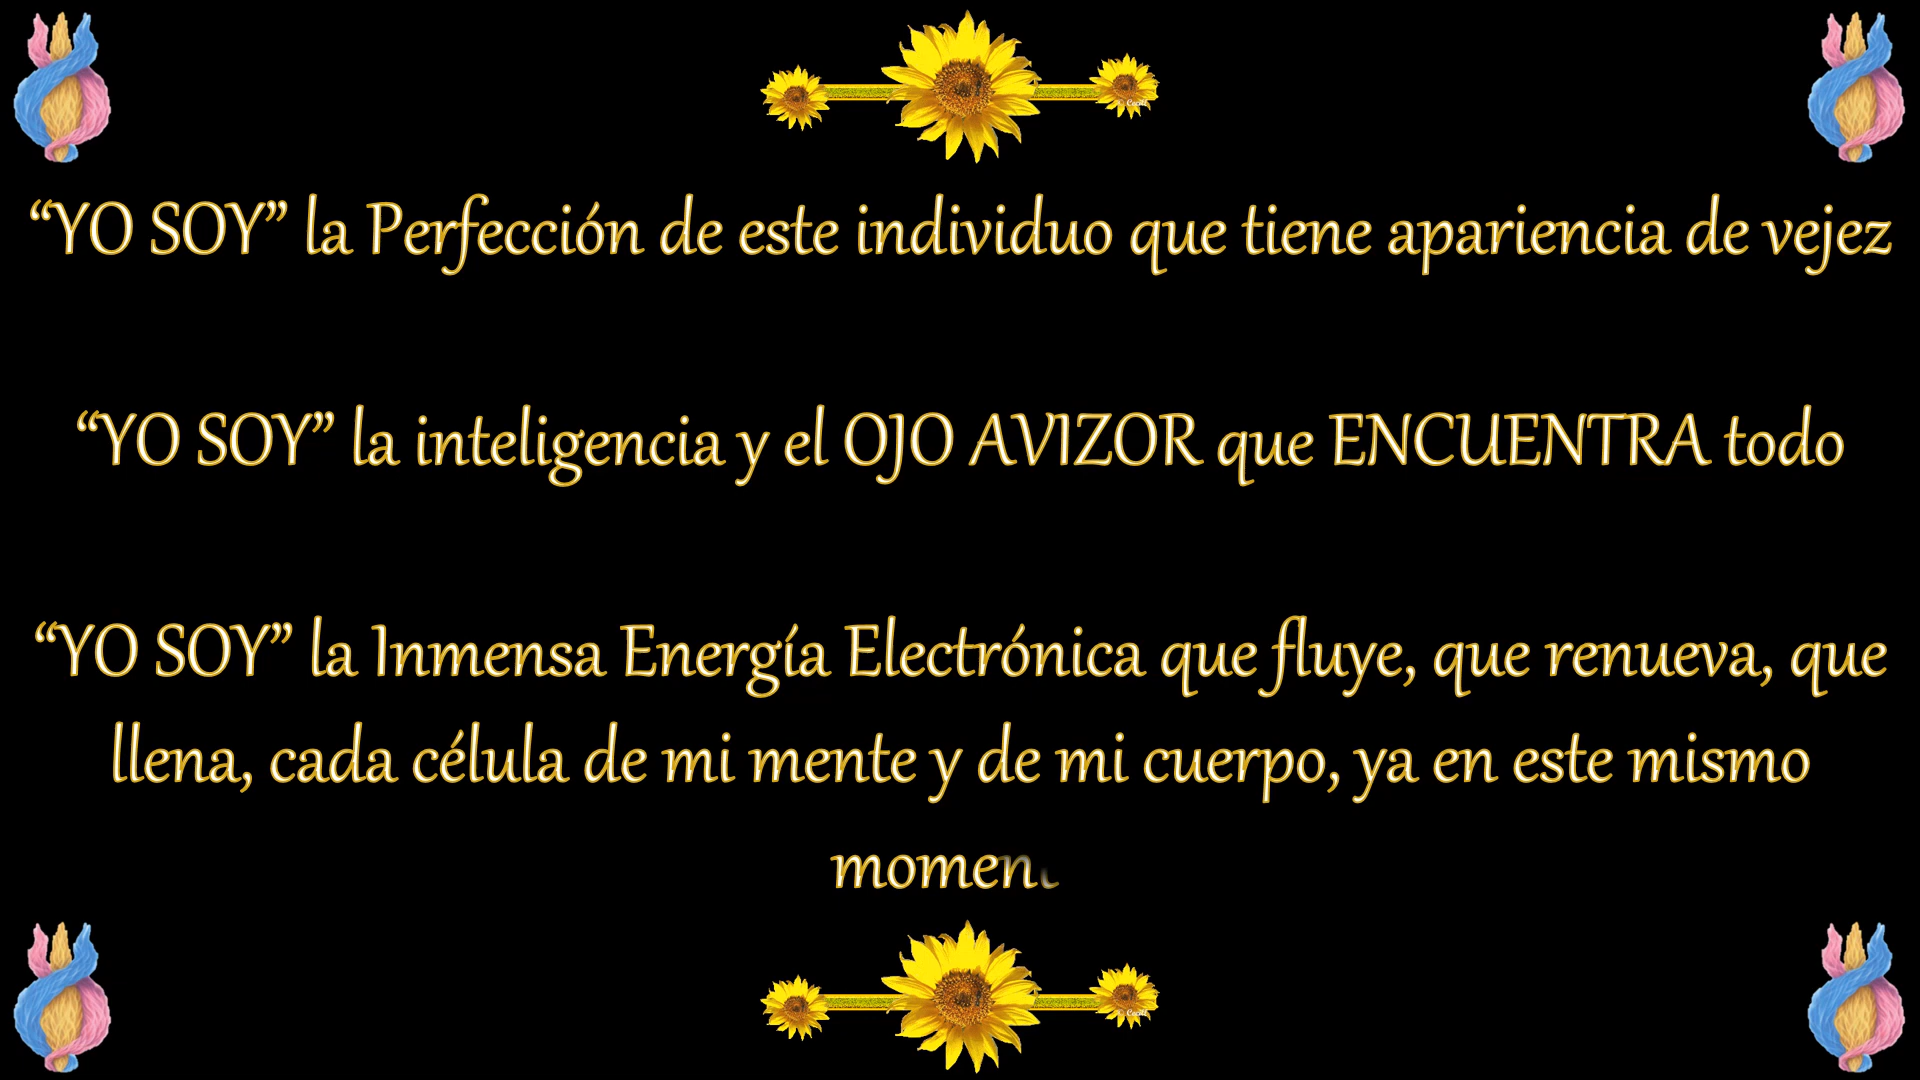 “YO SOY” la Perfección de este individuo que tiene apariencia de vejez
“YO SOY” la inteligencia y el OJO AVIZOR que ENCUENTRA todo
“YO SOY” la Inmensa Energía Electrónica que fluye, que renueva, que
llena, cada célula de mi mente y de mi cuerpo, ya en este mismo
momen